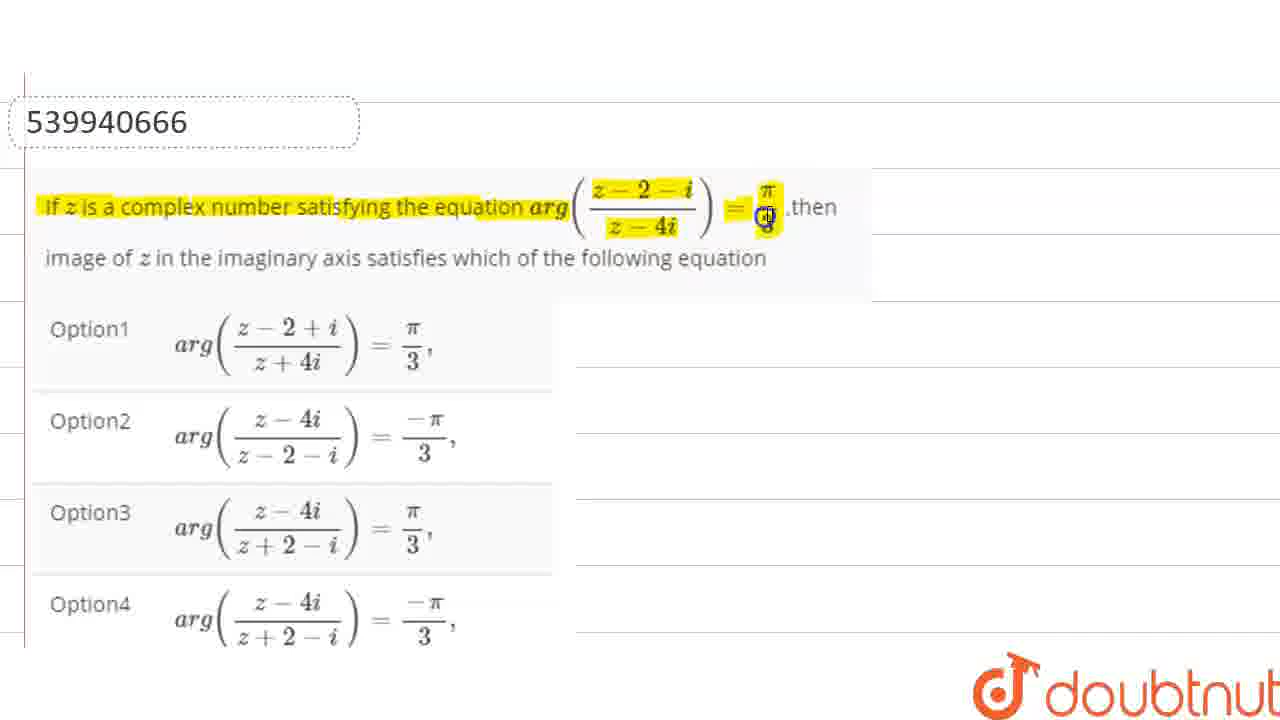 539940666
If z is a complex number satisfying the equation arg((z − 2 − i)/(z − 4i)) = π/3 ,then
image of z in the imaginary axis satisfies which of the following equation
Option1 arg((z − 2 + i)/(z + 4i)) = π/3,
Option2 arg((z − 4i)/(z − 2 − i)) = −π/3,
Option3 arg((z − 4i)/(z + 2 − i)) = π/3,
Option4 arg((z − 4i)/(z + 2 − i)) = −π/3,
doubtnut